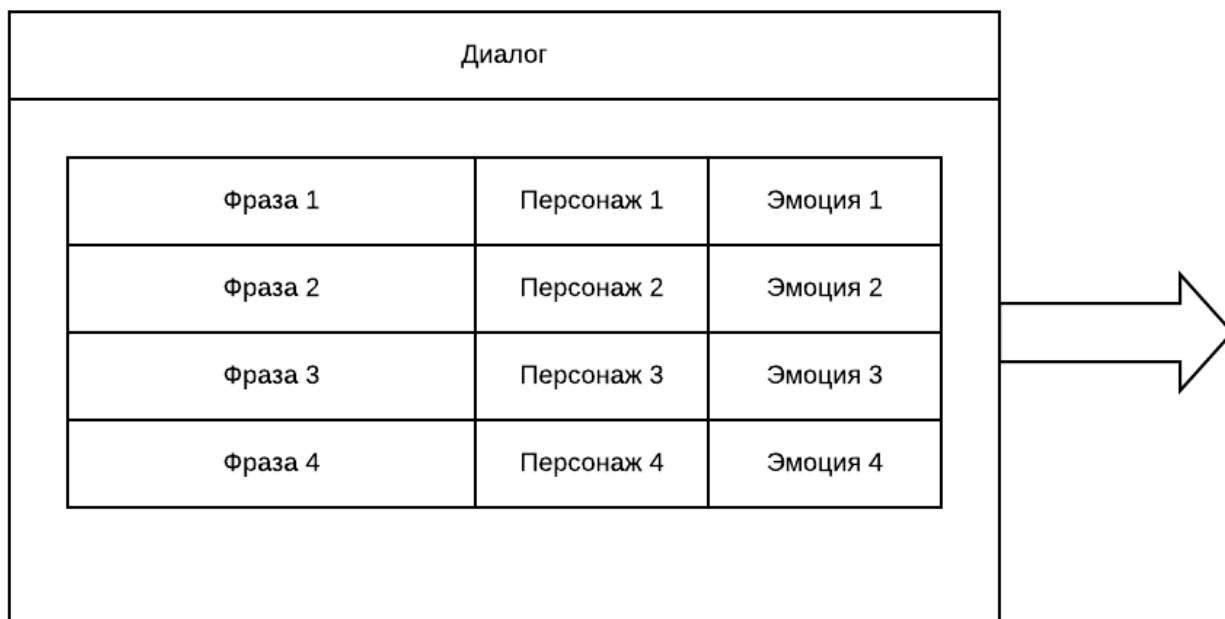 Диалог
Фраза 1 Персонаж 1 Эмоция 1
Фраза 2 Персонаж 2 Эмоция 2
Фраза 3 Персонаж 3 Эмоция 3
Фраза 4 Персонаж 4 Эмоция 4